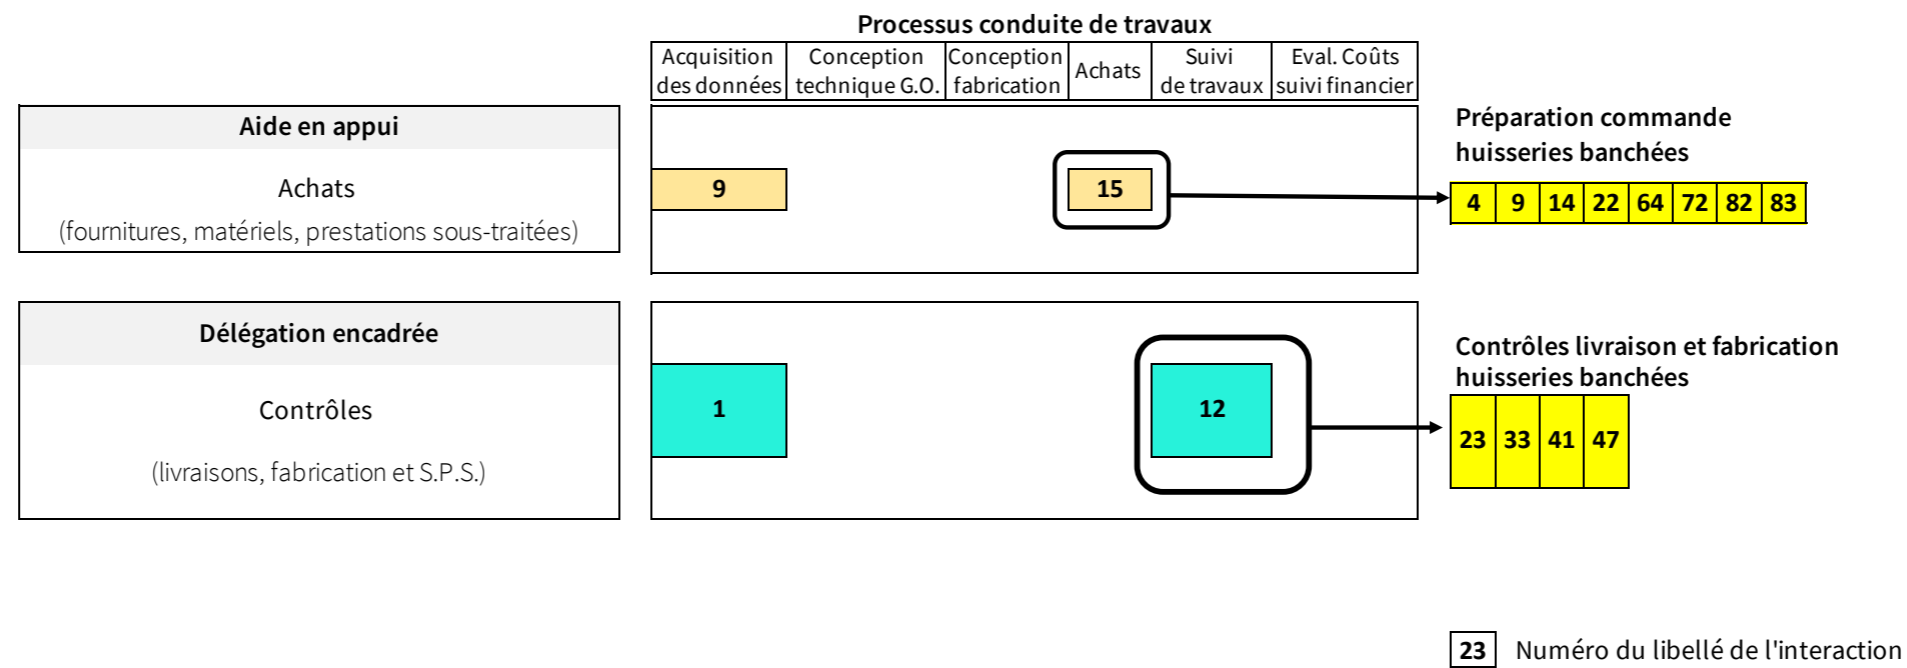 Processus conduite de travaux
Acquisition des données
Conception technique G.O.
Conception fabrication
Achats
Suivi de travaux
Eval. Coûts suivi financier
Aide en appui
Achats
(fournitures, matériels, prestations sous-traitées)
9
15
Préparation commande
huisseries banchées
4 9 14 22 64 72 82 83
Délégation encadrée
Contrôles
(livraisons, fabrication et S.P.S.)
1
12
Contrôles livraison et fabrication
huisseries banchées
23 33 41 47
23 Numéro du libellé de l'interaction